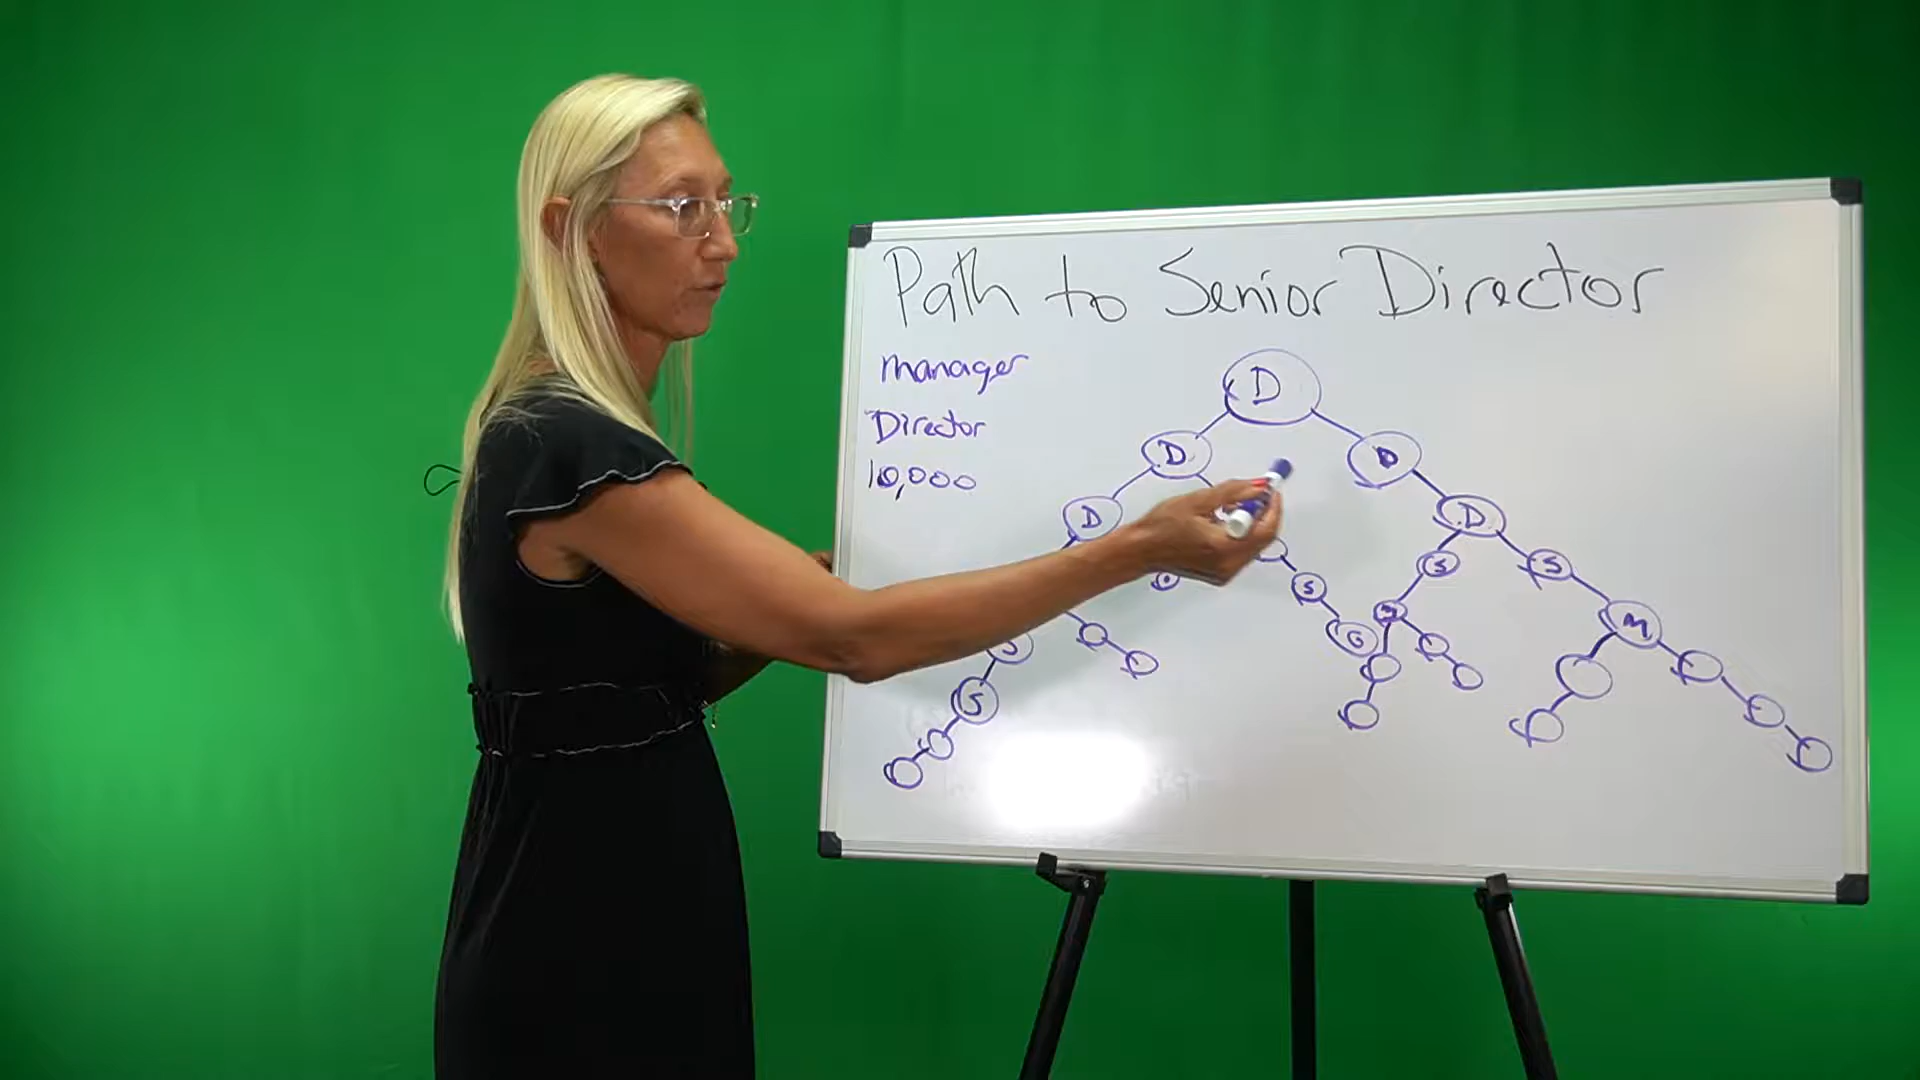 Path to Senior Director
manager
Director
10,000
D
D D
D D
S S
S M M
G
S